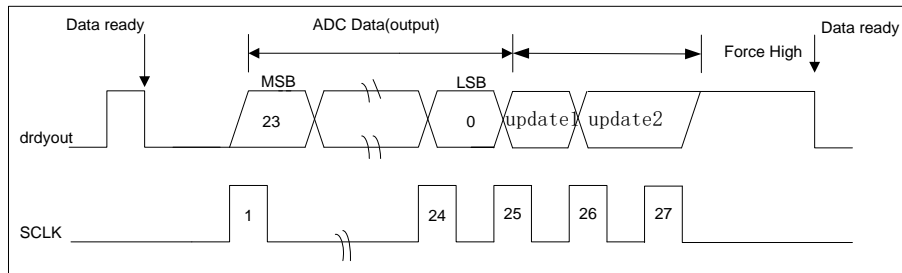 Data ready
ADC Data(output)
Data ready
Force High
MSB
LSB
23
0
update1
update2
drdyout
1
24
25
26
27
SCLK